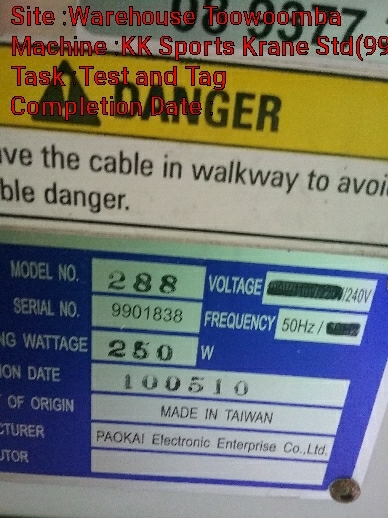 Site :Warehouse Toowoomba
Machine :KK Sports Krane Std(99
Task :Test and Tag
Completion Date :
DANGER
ave the cable in walkway to avoi
ble danger.
MODEL NO. 288 VOLTAGE /240V
SERIAL NO. 9901838 FREQUENCY 50Hz /
NG WATTAGE 250 W
ION DATE 100510
OF ORIGIN MADE IN TAIWAN
CTURER PAOKAI Electronic Enterprise Co.,Ltd.
UTOR